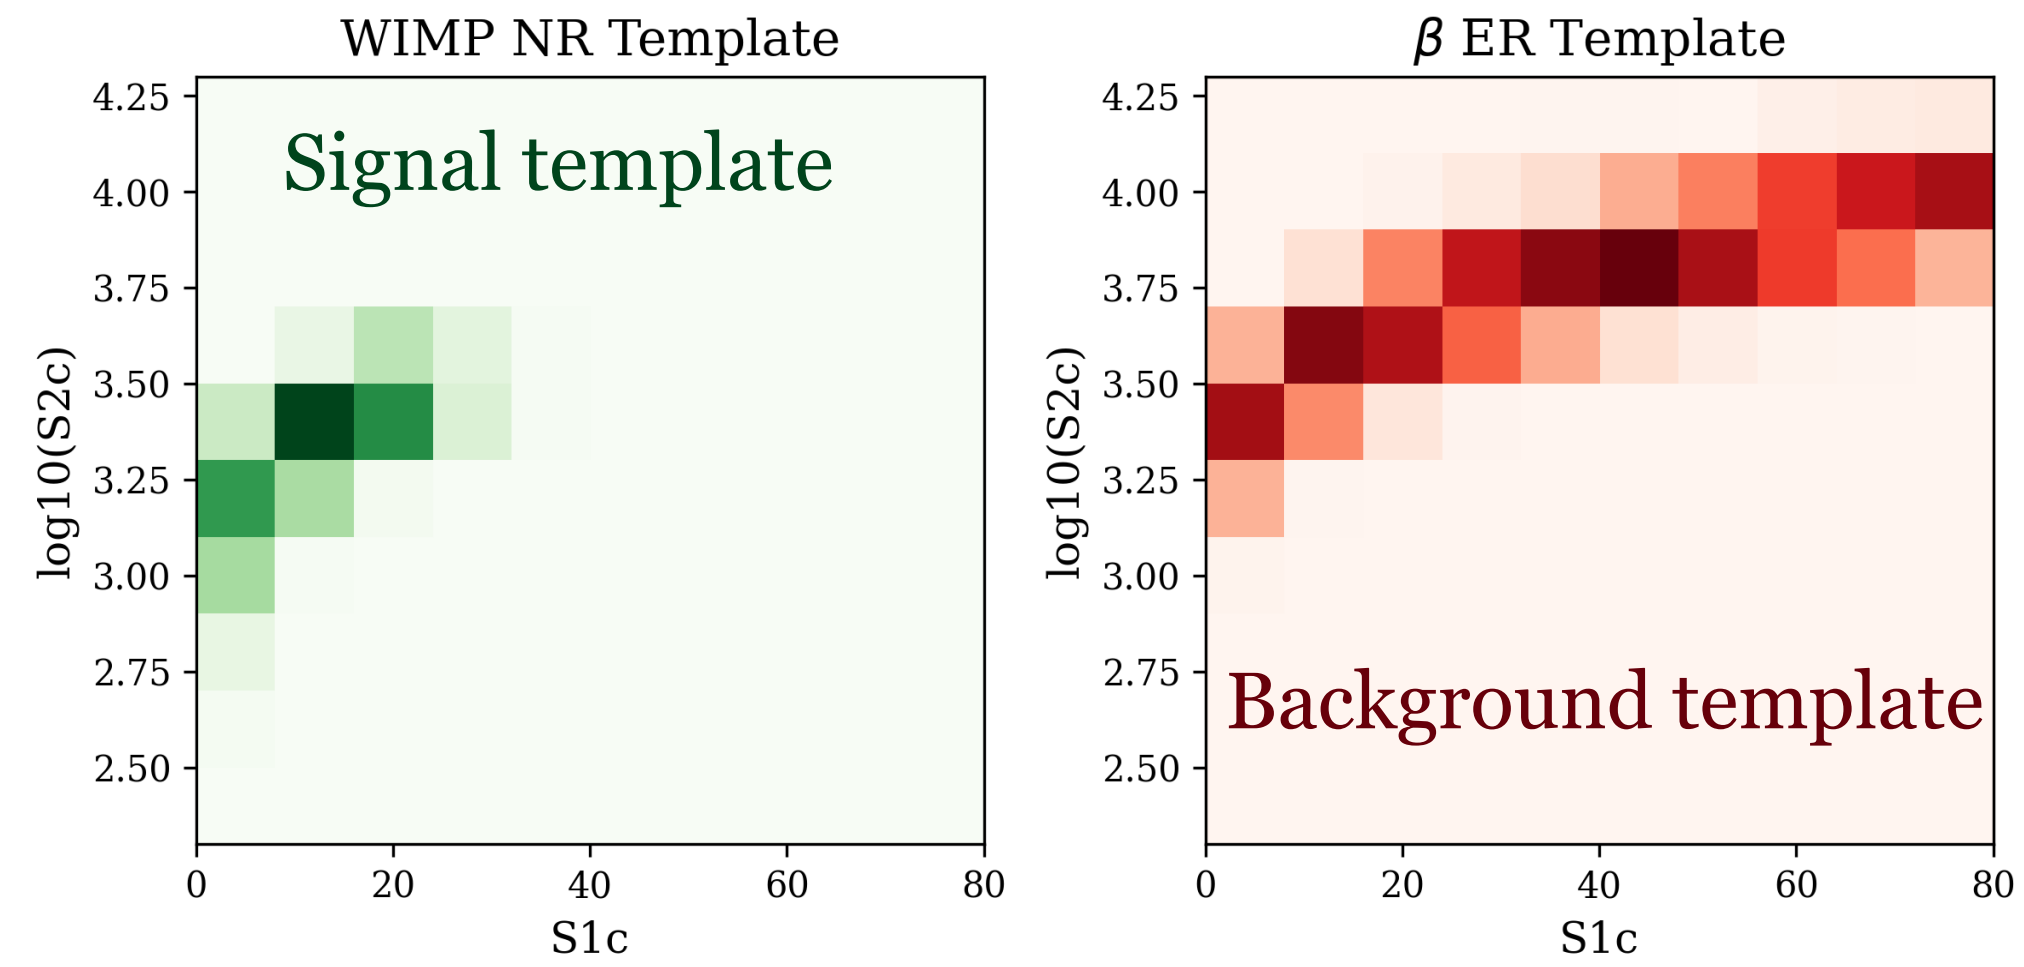 WIMP NR Template
Signal template
4.25
4.00
3.75
3.50
3.25
3.00
2.75
2.50
log10(S2c)
0 20 40 60 80
S1c
β ER Template
Background template
4.25
4.00
3.75
3.50
3.25
3.00
2.75
2.50
log10(S2c)
0 20 40 60 80
S1c